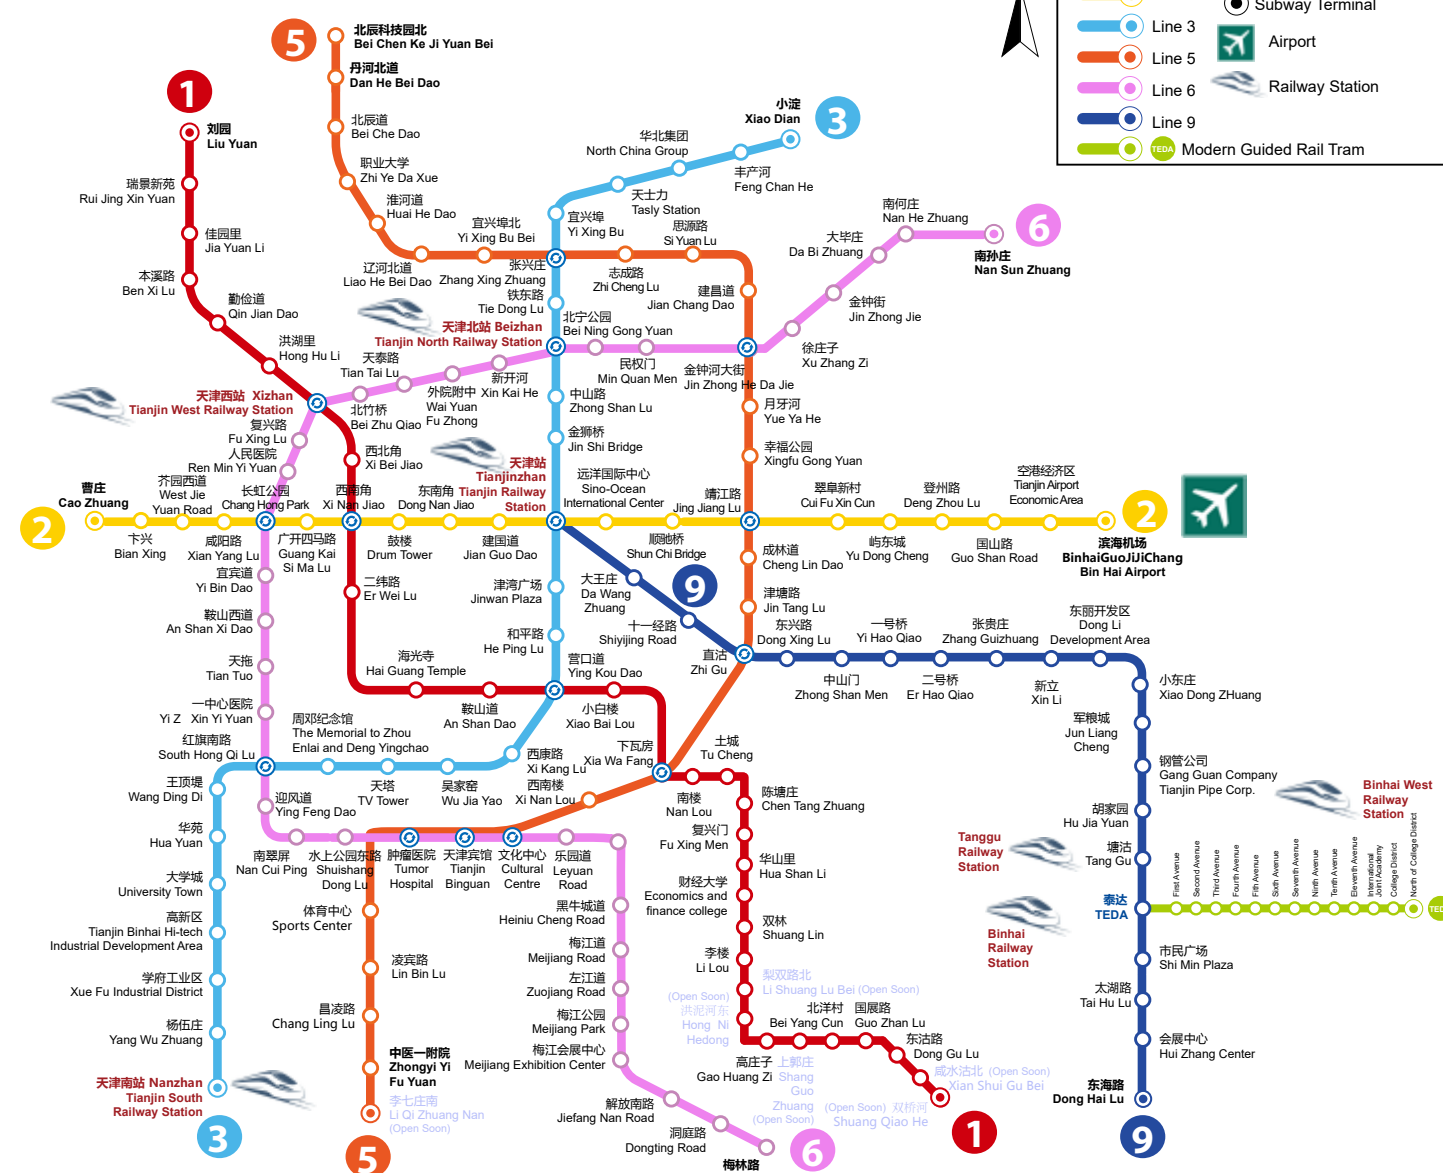 Subway Terminal
Line 3
Airport
Line 5
Line 6
Railway Station
Line 9
TEDA
Modern Guided Rail Tram
5
北辰科技园北
Bei Chen Ke Ji Yuan Bei
丹河北道
Dan He Bei Dao
北辰道
Bei Che Dao
职业大学
Zhi Ye Da Xue
淮河道
Huai He Dao
辽河北道
Liao He Bei Dao
宜兴埠北
Yi Xing Bu Bei
张兴庄
Zhang Xing Zhuang
1
刘园
Liu Yuan
瑞景新苑
Rui Jing Xin Yuan
佳园里
Jia Yuan Li
本溪路
Ben Xi Lu
勤俭道
Qin Jian Dao
洪湖里
Hong Hu Li
小淀
Xiao Dian
3
华北集团
North China Group
丰产河
Feng Chan He
天士力
Tasly Station
宜兴埠
Yi Xing Bu
思源路
Si Yuan Lu
志成路
Zhi Cheng Lu
建昌道
Jian Chang Dao
铁东路
Tie Dong Lu
南何庄
Nan He Zhuang
6
南孙庄
Nan Sun Zhuang
大毕庄
Da Bi Zhuang
金钟街
Jin Zhong Jie
徐庄子
Xu Zhang Zi
天津北站 Beizhan
Tianjin North Railway Station
北宁公园
Bei Ning Gong Yuan
民权门
Min Quan Men
金钟河大街
Jin Zhong He Da Jie
天泰路
Tian Tai Lu
新开河
Xin Kai He
外院附中
Wai Yuan
Fu Zhong
北竹桥
Bei Zhu Qiao
天津西站 Xizhan
Tianjin West Railway Station
复兴路
Fu Xing Lu
人民医院
Ren Min Yi Yuan
西北角
Xi Bei Jiao
中山路
Zhong Shan Lu
金狮桥
Jin Shi Bridge
月牙河
Yue Ya He
幸福公园
Xingfu Gong Yuan
天津站
Tianjinzhan
Tianjin Railway
Station
远洋国际中心
Sino-Ocean
International Center
靖江路
Jing Jiang Lu
翠阜新村
Cui Fu Xin Cun
登州路
Deng Zhou Lu
空港经济区
Tianjin Airport
Economic Area
2
曹庄
Cao Zhuang
芥园西道
West Jie
Yuan Road
长虹公园
Chang Hong Park
西南角
Xi Nan Jiao
东南角
Dong Nan Jiao
卞兴
Bian Xing
咸阳路
Xian Yang Lu
广开四马路
Guang Kai
Si Ma Lu
鼓楼
Drum Tower
建国道
Jian Guo Dao
顺驰桥
Shun Chi Bridge
成林道
Cheng Lin Dao
屿东城
Yu Dong Cheng
国山路
Guo Shan Road
2
滨海机场
BinhaiGuoJiJiChang
Bin Hai Airport
宜宾道
Yi Bin Dao
鞍山西道
An Shan Xi Dao
天拖
Tian Tuo
一中心医院
Yi Z   Xin Yi Yuan
红旗南路
South Hong Qi Lu
二纬路
Er Wei Lu
海光寺
Hai Guang Temple
鞍山道
An Shan Dao
津湾广场
Jinwan Plaza
和平路
He Ping Lu
营口道
Ying Kou Dao
小白楼
Xiao Bai Lou
下瓦房
Xia Wa Fang
大王庄
Da Wang
Zhuang
9
十一经路
Shiyijing Road
津塘路
Jin Tang Lu
直沽
Zhi Gu
东兴路
Dong Xing Lu
中山门
Zhong Shan Men
一号桥
Yi Hao Qiao
二号桥
Er Hao Qiao
张贵庄
Zhang Guizhuang
新立
Xin Li
东丽开发区
Dong Li
Development Area
小东庄
Xiao Dong ZHuang
军粮城
Jun Liang
Cheng
钢管公司
Gang Guan Company
Tianjin Pipe Corp.
胡家园
Hu Jia Yuan
塘沽
Tang Gu
Tanggu
Railway
Station
Binhai West
Railway
Station
泰达
TEDA
Binhai
Railway
Station
First Avenue
Second Avenue
Third Avenue
Fourth Avenue
Fith Avenue
Sixth Avenue
Seventh Avenue
Ninth Avenue
Tenth Avenue
Eleventh Avenue
International
Joint Academy
College District
North of College District
TED
市民广场
Shi Min Plaza
太湖路
Tai Hu Lu
会展中心
Hui Zhang Center
东海路
Dong Hai Lu
9
周邓纪念馆
The Memorial to Zhou
Enlai and Deng Yingchao
天塔
TV Tower
吴家窑
Wu Jia Yao
西康路
Xi Kang Lu
西南楼
Xi Nan Lou
王顶堤
Wang Ding Di
华苑
Hua Yuan
大学城
University Town
高新区
Tianjin Binhai Hi-tech
Industrial Development Area
学府工业区
Xue Fu Industrial District
杨伍庄
Yang Wu Zhuang
天津南站 Nanzhan
Tianjin South
Railway Station
3
迎风道
Ying Feng Dao
南翠屏
Nan Cui Ping
水上公园东路
Shuishang
Dong Lu
肿瘤医院
Tumor
Hospital
天津宾馆
Tianjin
Binguan
文化中心
Cultural
Centre
乐园道
Leyuan
Road
体育中心
Sports Center
凌宾路
Lin Bin Lu
昌凌路
Chang Ling Lu
中医一附院
Zhongyi Yi
Fu Yuan
李七庄南
Li Qi Zhuang Nan
(Open Soon)
5
黑牛城道
Heiniu Cheng Road
梅江道
Meijiang Road
左江道
Zuojiang Road
梅江公园
Meijiang Park
梅江会展中心
Meijiang Exhibition Center
解放南路
Jiefang Nan Road
洞庭路
Dongting Road
梅林路
6
土城
Tu Cheng
南楼
Nan Lou
陈塘庄
Chen Tang Zhuang
复兴门
Fu Xing Men
华山里
Hua Shan Li
财经大学
Economics and
finance college
双林
Shuang Lin
李楼
Li Lou
梨双路北
Li Shuang Lu Bei (Open Soon)
(Open Soon)
洪泥河东
Hong Ni
Hedong
高庄子
Gao Huang Zi
上郭庄
Shang
Guo
Zhuang
(Open Soon)
北洋村
Bei Yang Cun
国展路
Guo Zhan Lu
东沽路
Dong Gu Lu
咸水沽北 (Open Soon)
Xian Shui Gu Bei
(Open Soon) 双桥河
Shuang Qiao He
1